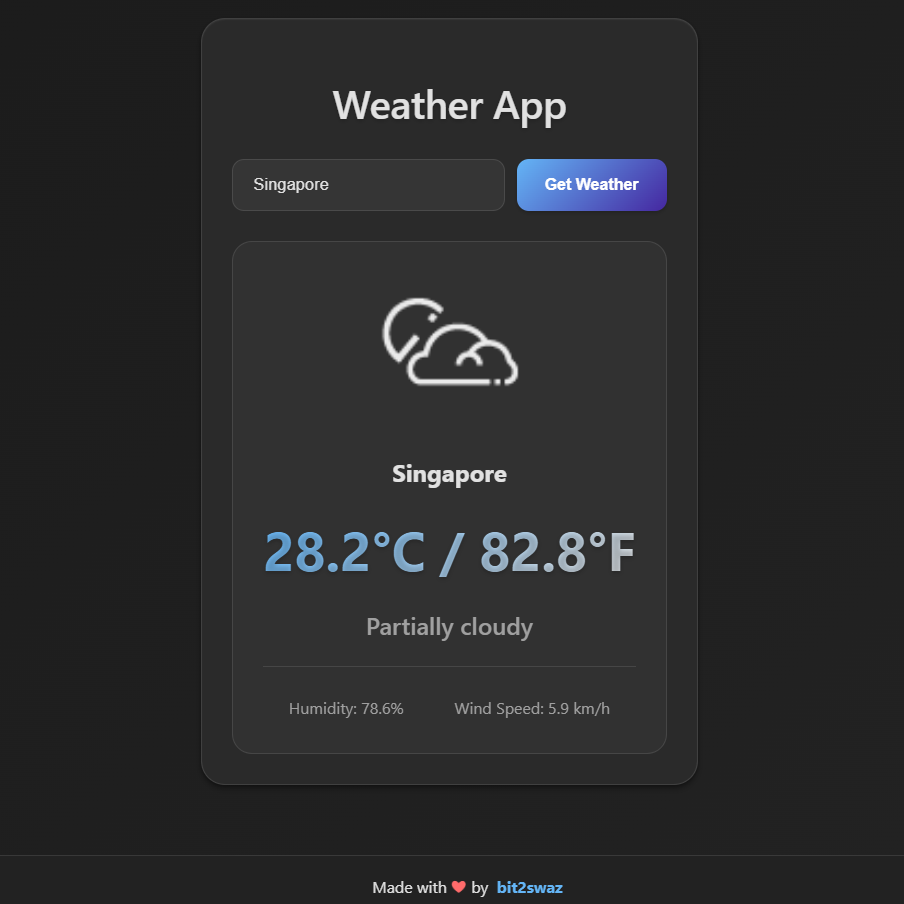 Weather App
Singapore
Get Weather
Singapore
28.2°C / 82.8°F
Partially cloudy
Humidity: 78.6%
Wind Speed: 5.9 km/h
Made with ❤️ by bit2swaz